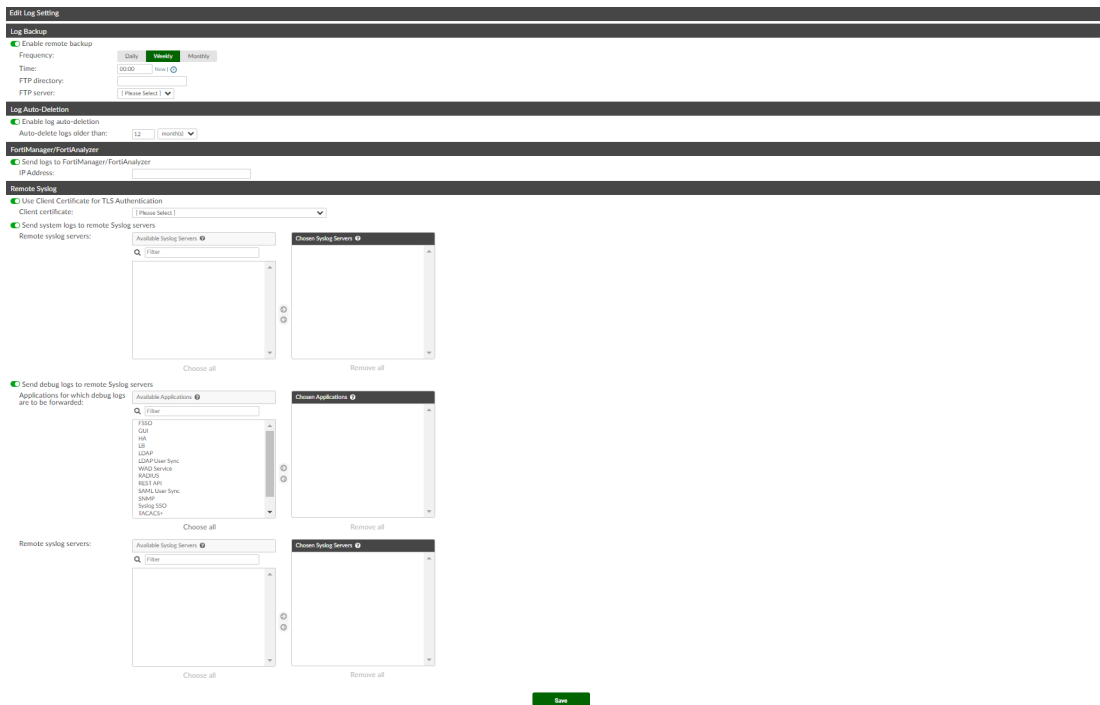 Edit Log Setting
Log Backup
Enable remote backup
Frequency: Daily Weekly Monthly
Time: 00:00 Now |
FTP directory:
FTP server: [ Please Select ]
Log Auto-Deletion
Enable log auto-deletion
Auto-delete logs older than: 12 month(s)
FortiManager/FortiAnalyzer
Send logs to FortiManager/FortiAnalyzer
IP Address:
Remote Syslog
Use Client Certificate for TLS Authentication
Client certificate: [ Please Select ]
Send system logs to remote Syslog servers
Remote syslog servers: Available Syslog Servers Chosen Syslog Servers
Filter
Choose all Remove all
Send debug logs to remote Syslog servers
Applications for which debug logs Available Applications Chosen Applications
are to be forwarded:
Filter
FSSO
GUI
HA
LB
LDAP
LDAP User Sync
WAD Service
RADIUS
REST API
SAML User Sync
SNMP
Syslog SSO
TACACS+
Choose all Remove all
Remote syslog servers: Available Syslog Servers Chosen Syslog Servers
Filter
Choose all Remove all
Save